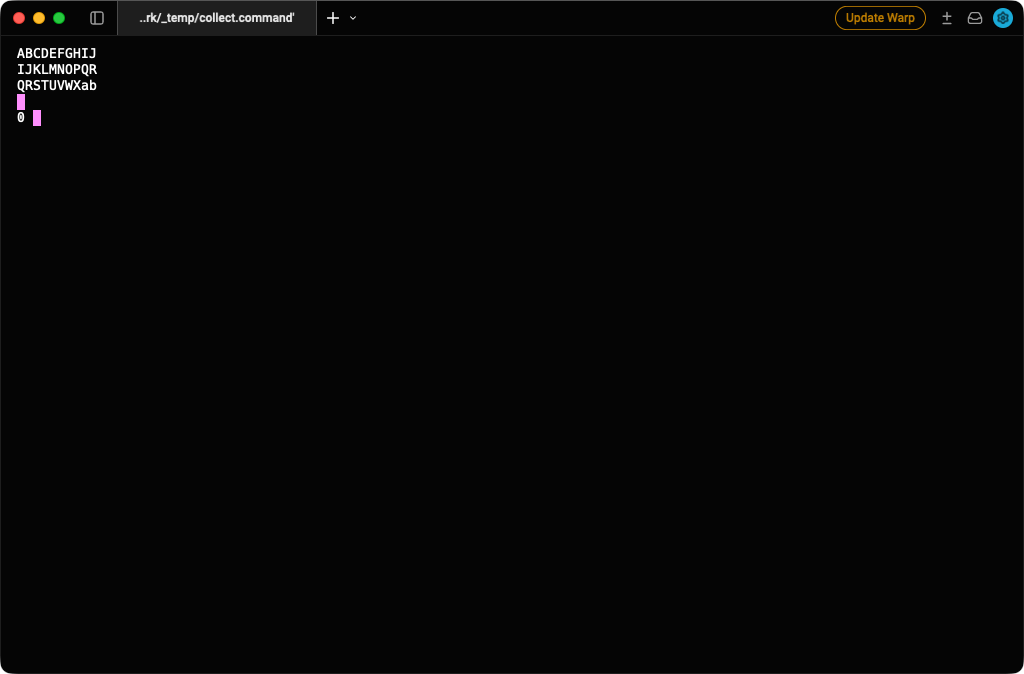 ..rk/_temp/collect.command'
Update Warp
ABCDEFGHIJ
IJKLMNOPQR
QRSTUVWXab
0